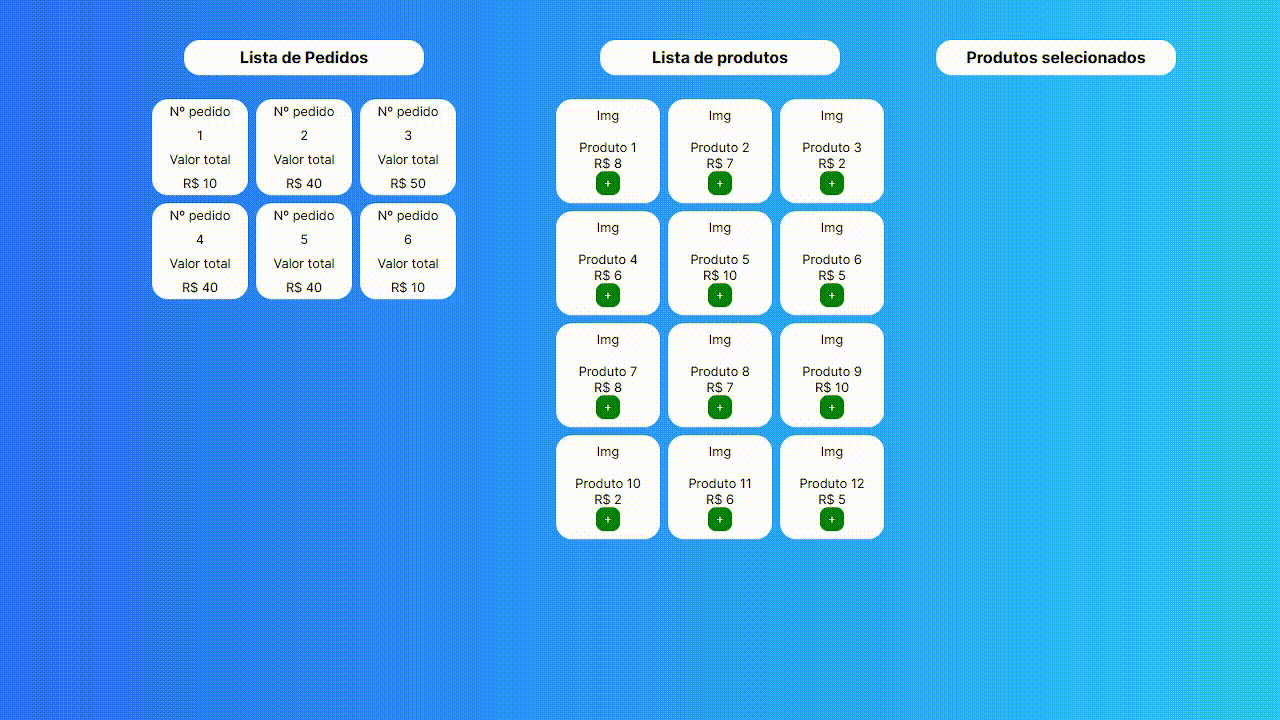 Lista de Pedidos
Nº pedido
1
Valor total
R$ 10
Nº pedido
2
Valor total
R$ 40
Nº pedido
3
Valor total
R$ 50
Nº pedido
4
Valor total
R$ 40
Nº pedido
5
Valor total
R$ 40
Nº pedido
6
Valor total
R$ 10
Lista de produtos
Img
Produto 1
R$ 8
+
Img
Produto 2
R$ 7
+
Img
Produto 3
R$ 2
+
Img
Produto 4
R$ 6
+
Img
Produto 5
R$ 10
+
Img
Produto 6
R$ 5
+
Img
Produto 7
R$ 8
+
Img
Produto 8
R$ 7
+
Img
Produto 9
R$ 10
+
Img
Produto 10
R$ 2
+
Img
Produto 11
R$ 6
+
Img
Produto 12
R$ 5
+
Produtos selecionados